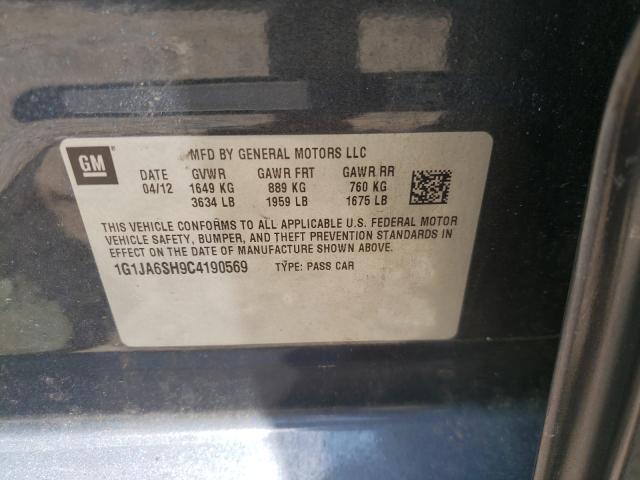 GM
MFD BY GENERAL MOTORS LLC
DATE GVWR GAWR FRT GAWR RR
04/12 1649 KG 889 KG 760 KG
3634 LB 1959 LB 1675 LB
THIS VEHICLE CONFORMS TO ALL APPLICABLE U.S. FEDERAL MOTOR
VEHICLE SAFETY, BUMPER, AND THEFT PREVENTION STANDARDS IN
EFFECT ON THE DATE OF MANUFACTURE SHOWN ABOVE.
1G1JA6SH9C4190569 TYPE: PASS CAR